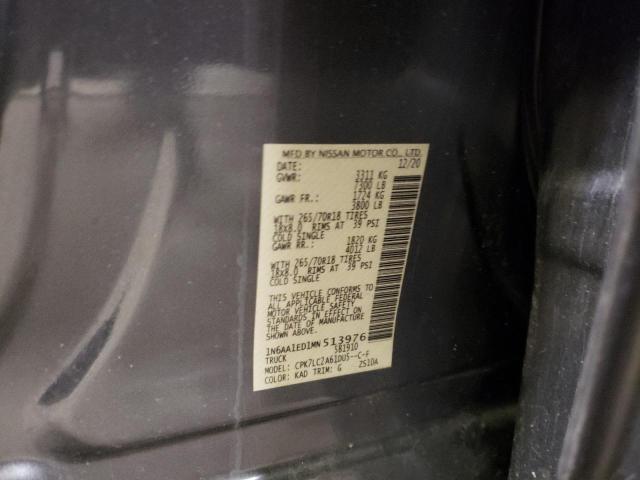 MFD BY NISSAN MOTOR CO., LTD.
DATE: 12/20
GVWR: 3311 KG
7300 LB
GAWR FR.: 1724 KG
3800 LB
WITH 265/70R18 TIRES
18x8.0 RIMS AT 39 PSI
COLD SINGLE
GAWR RR.: 1820 KG
4012 LB
WITH 265/70R18 TIRES
18x8.0 RIMS AT 39 PSI
COLD SINGLE
THIS VEHICLE CONFORMS TO
ALL APPLICABLE FEDERAL
MOTOR VEHICLE SAFETY
STANDARDS IN EFFECT ON
THE DATE OF MANUFACTURE
SHOWN ABOVE.
1N6AA1ED1MN513976
TRUCK 581910
MODEL: CPK7LC2A61DUS--C-F
COLOR: KAD TRIM: G ZS1DA